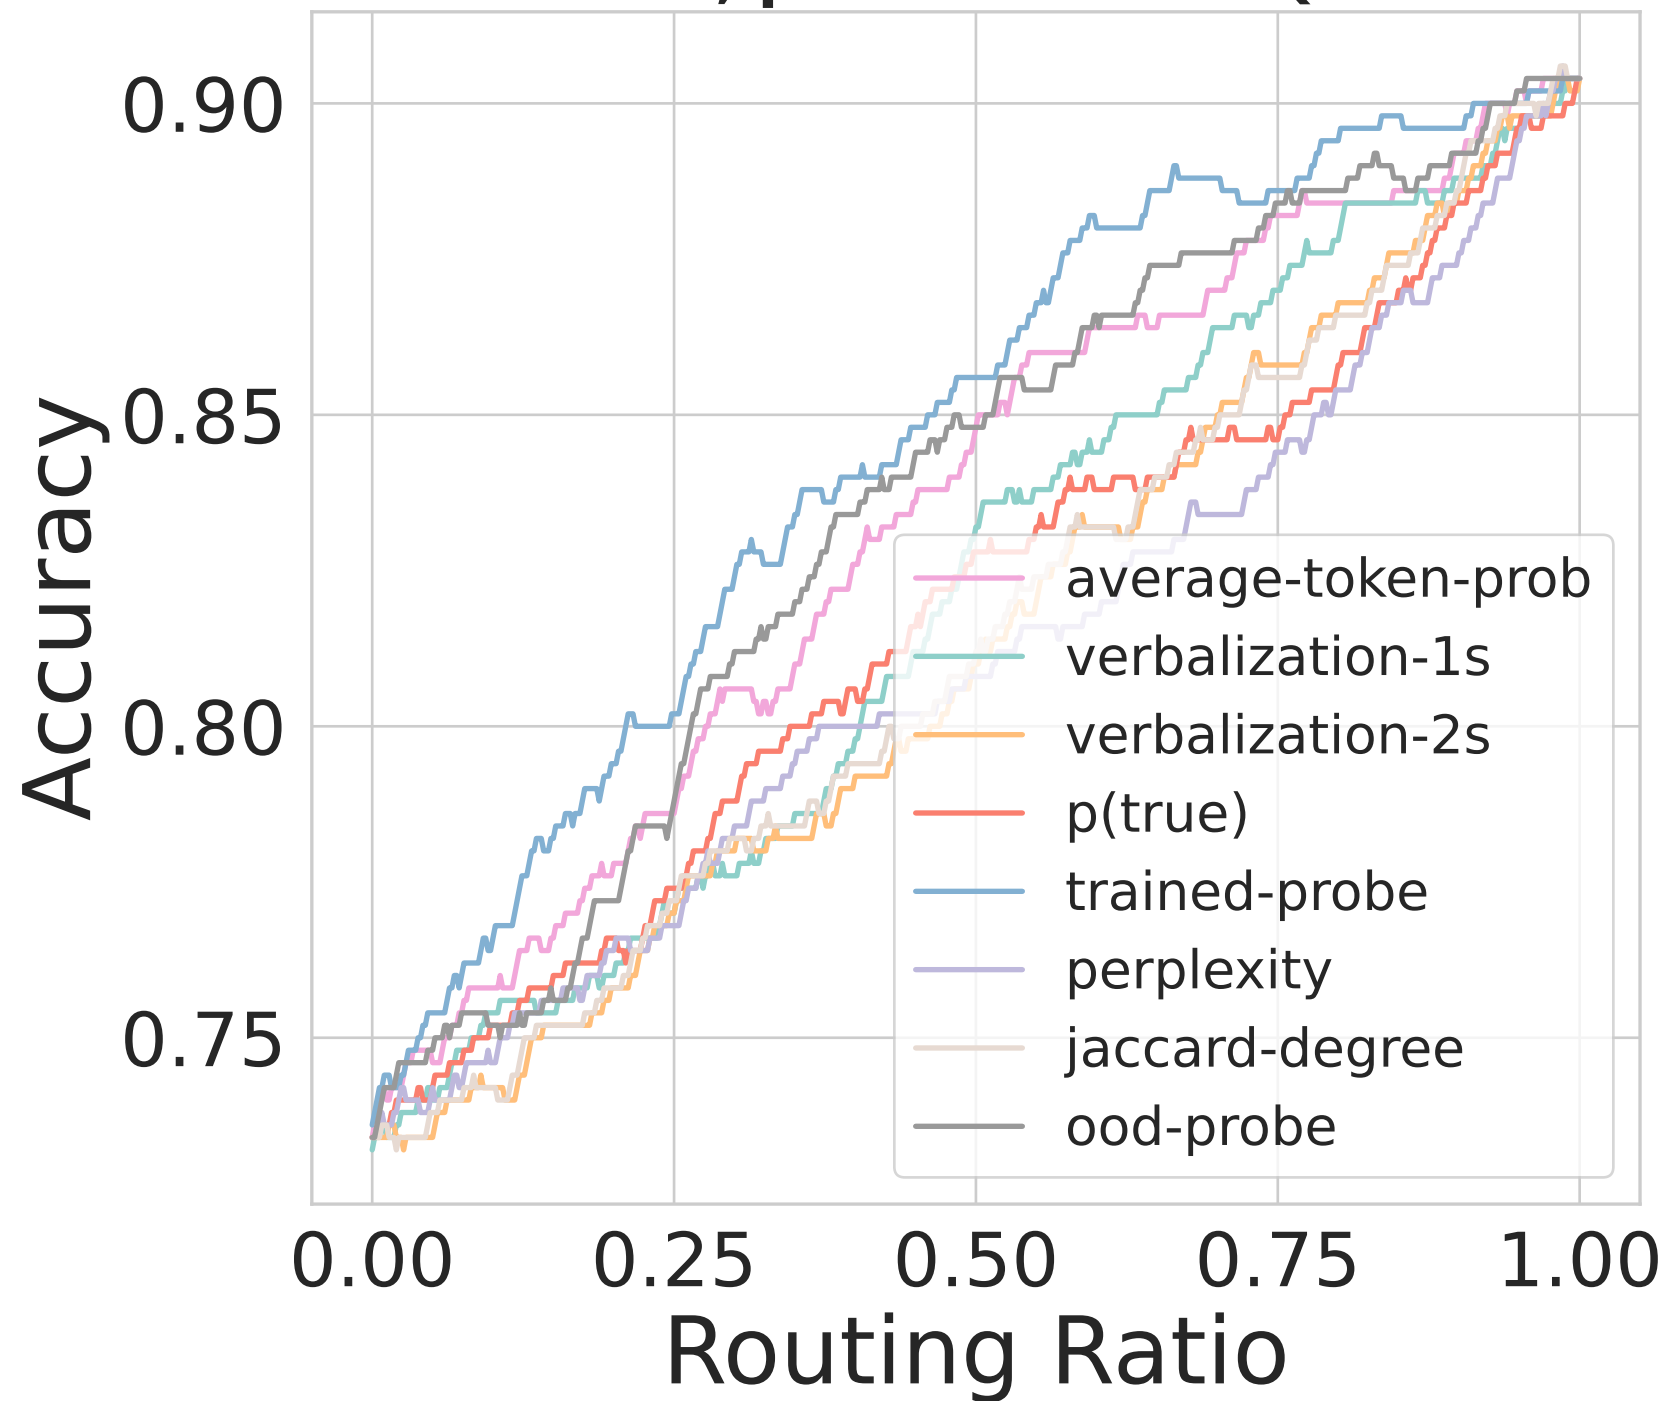 0.90
0.85
0.80
0.75
Accuracy
average-token-prob
verbalization-1s
verbalization-2s
p(true)
trained-probe
perplexity
jaccard-degree
ood-probe
0.00 0.25 0.50 0.75 1.00
Routing Ratio